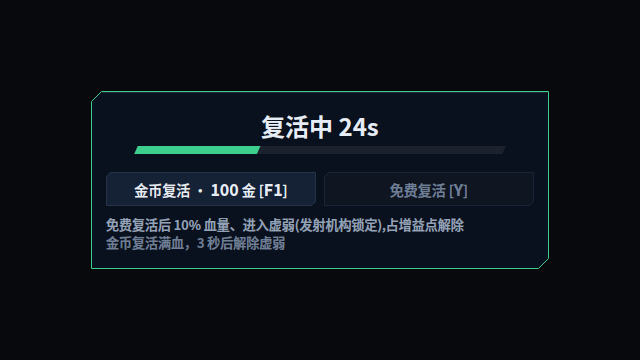 复活中 24s
金币复活 · 100 金 [F1]
免费复活 [Y]
免费复活后 10% 血量、进入虚弱(发射机构锁定),占增益点解除
金币复活满血，3 秒后解除虚弱